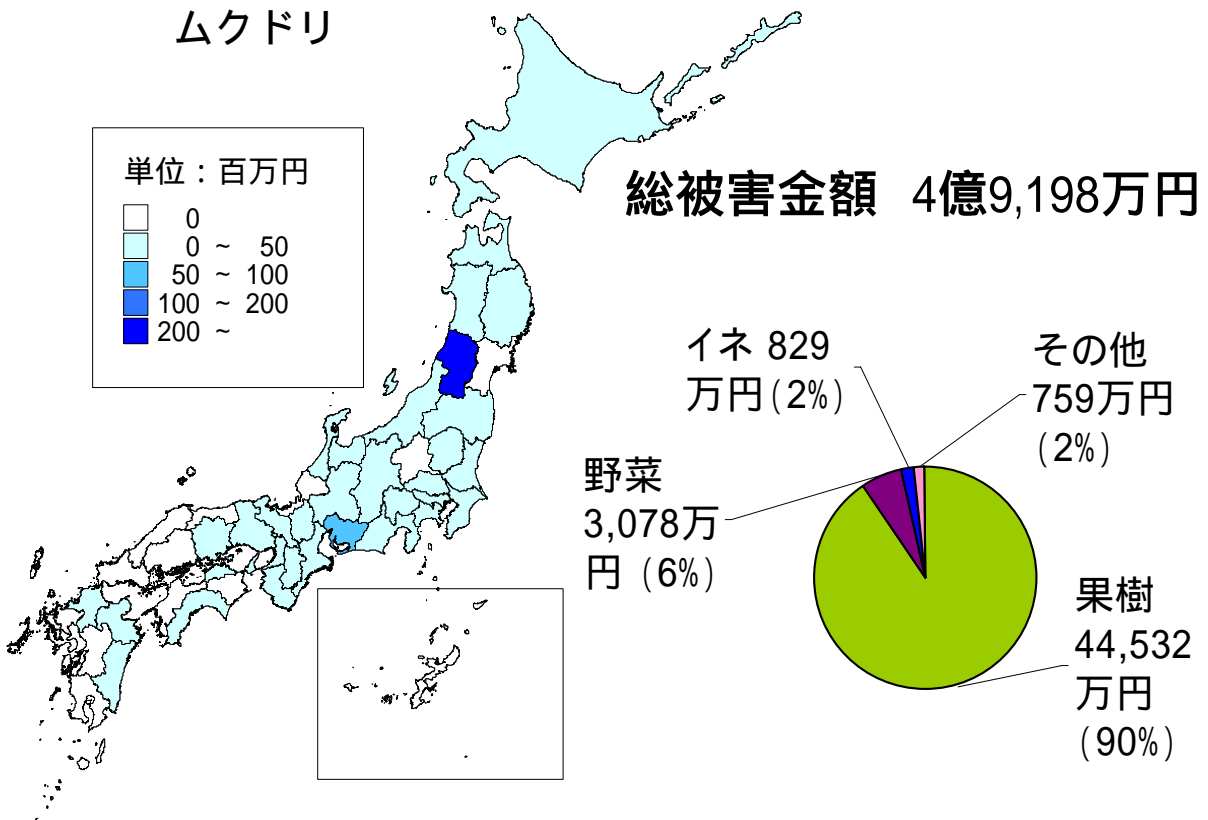 ムクドリ
単位：百万円
0
0 ~ 50
50 ~ 100
100 ~ 200
200 ~
総被害金額 4億9,198万円
イネ 829
万円(2%)
その他
759万円
(2%)
野菜
3,078万
円 (6%)
果樹
44,532
万円
(90%)